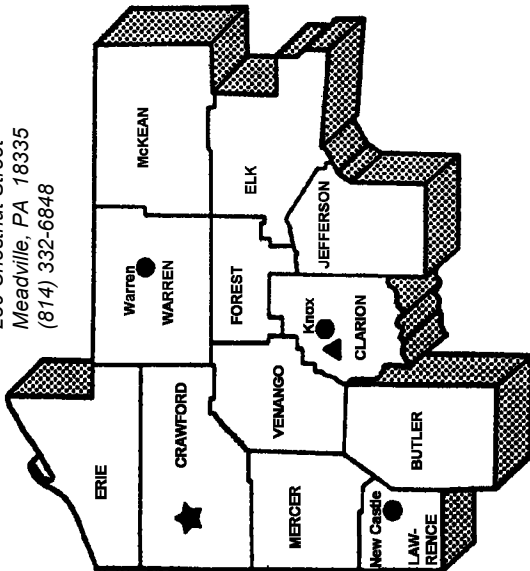 Meadville, PA 18335
(814) 332-6848
ERIE
CRAWFORD
Warren
WARREN
McKEAN
MERCER
VENANGO
FOREST
ELK
New Castle
LAW-
RENCE
BUTLER
Knox
CLARION
JEFFERSON